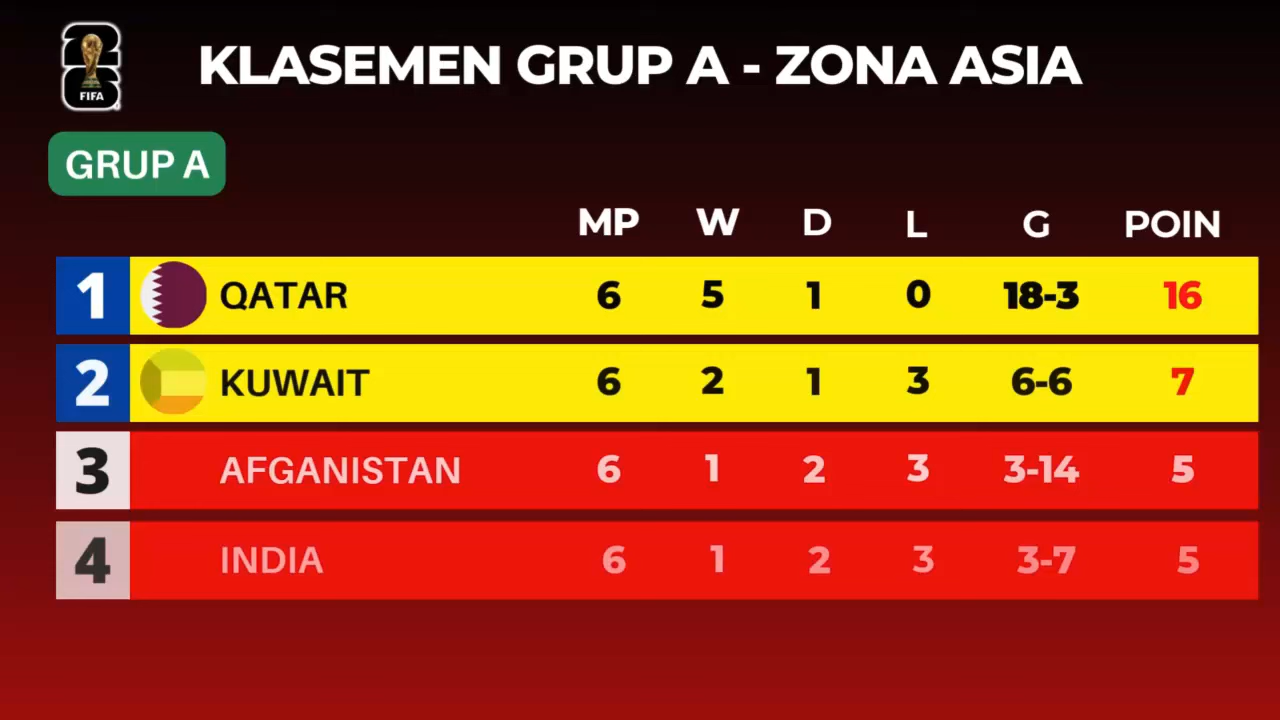 FIFA
KLASEMEN GRUP A - ZONA ASIA
GRUP A
MP W D L G POIN
1 QATAR 6 5 1 0 18-3 16
2 KUWAIT 6 2 1 3 6-6 7
3 AFGANISTAN 6 1 2 3 3-14 5
4 INDIA 6 1 2 3 3-7 5